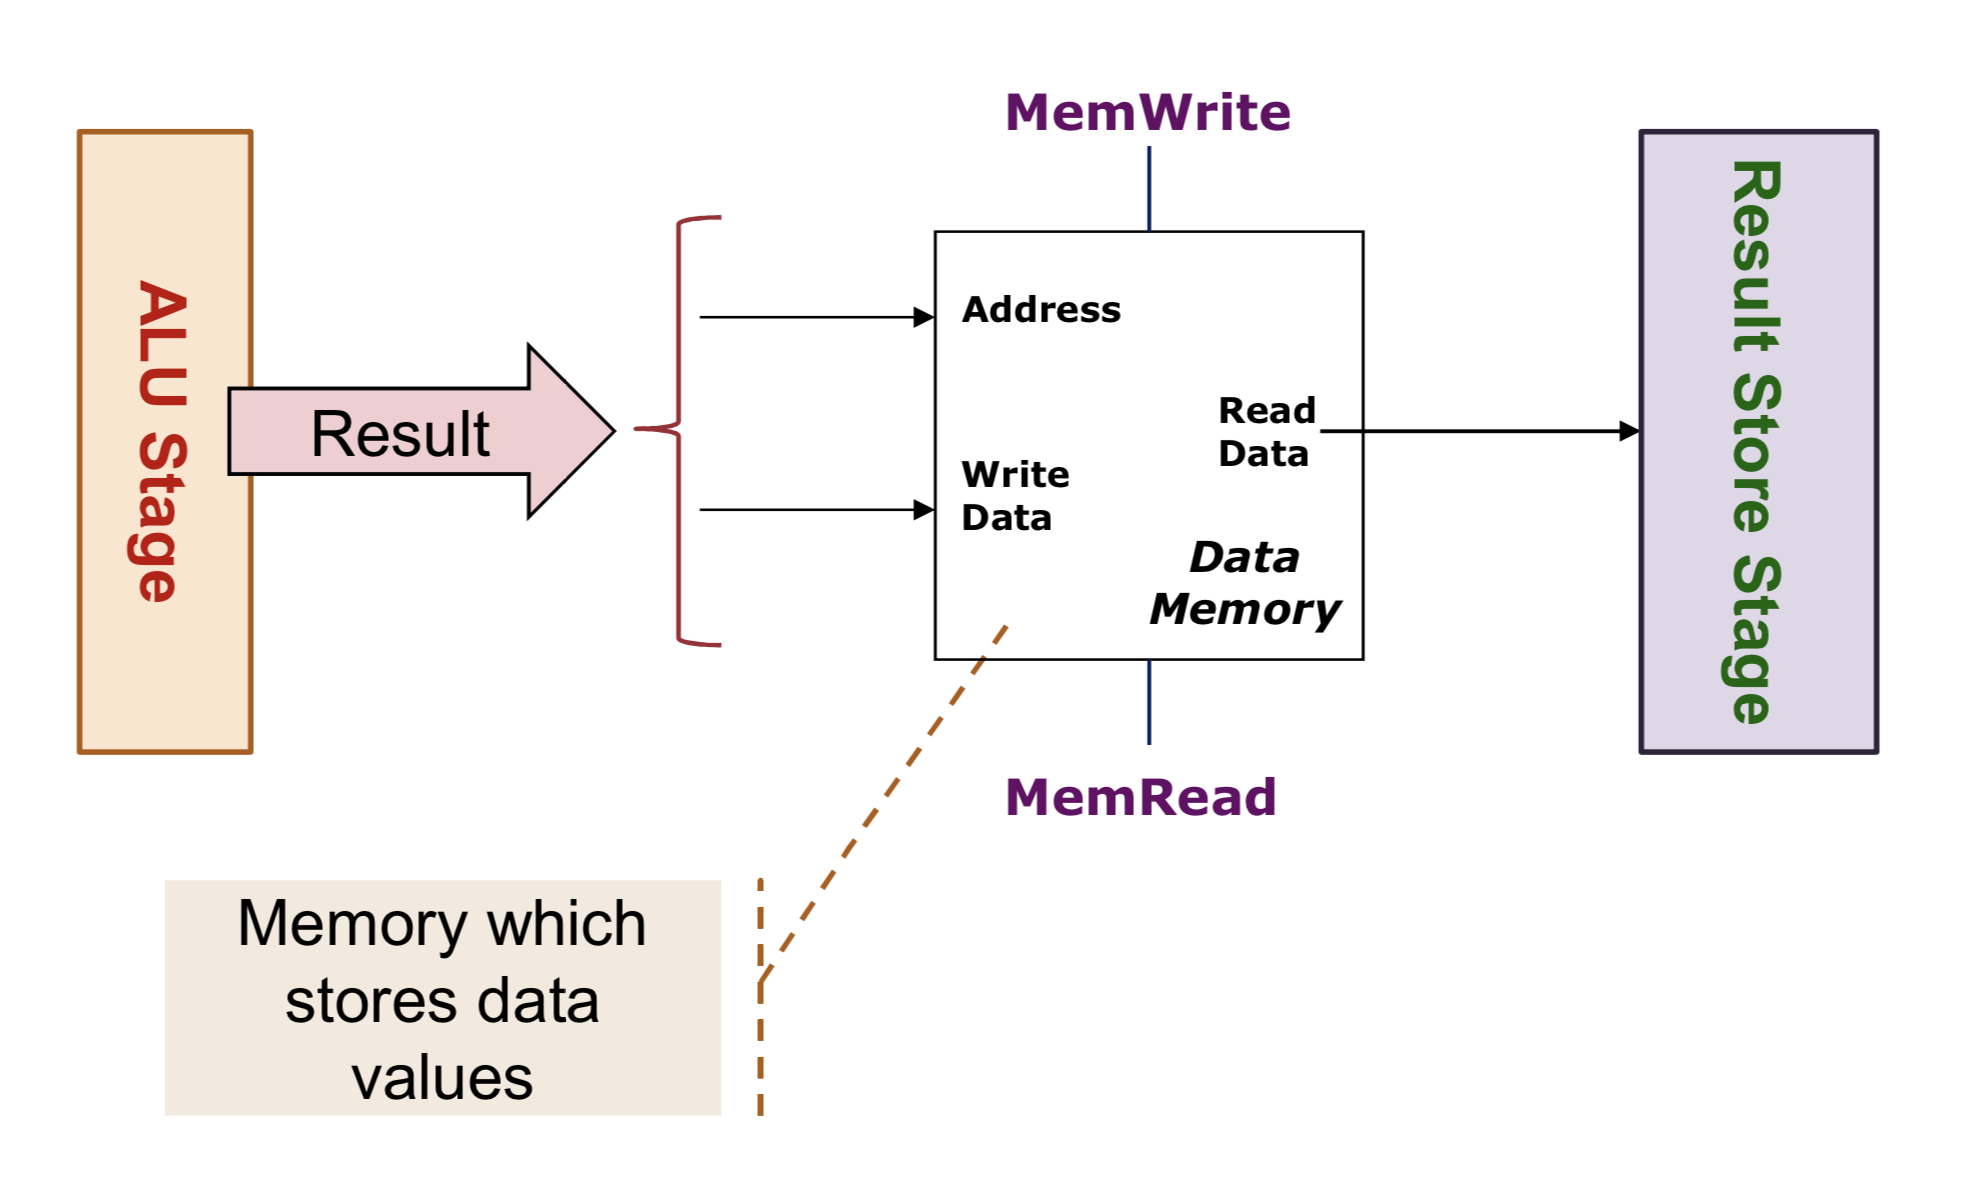 MemWrite
ALU Stage
Result
Address
Write
Data
Read
Data
Data
Memory
Result Store Stage
MemRead
Memory which
stores data
values